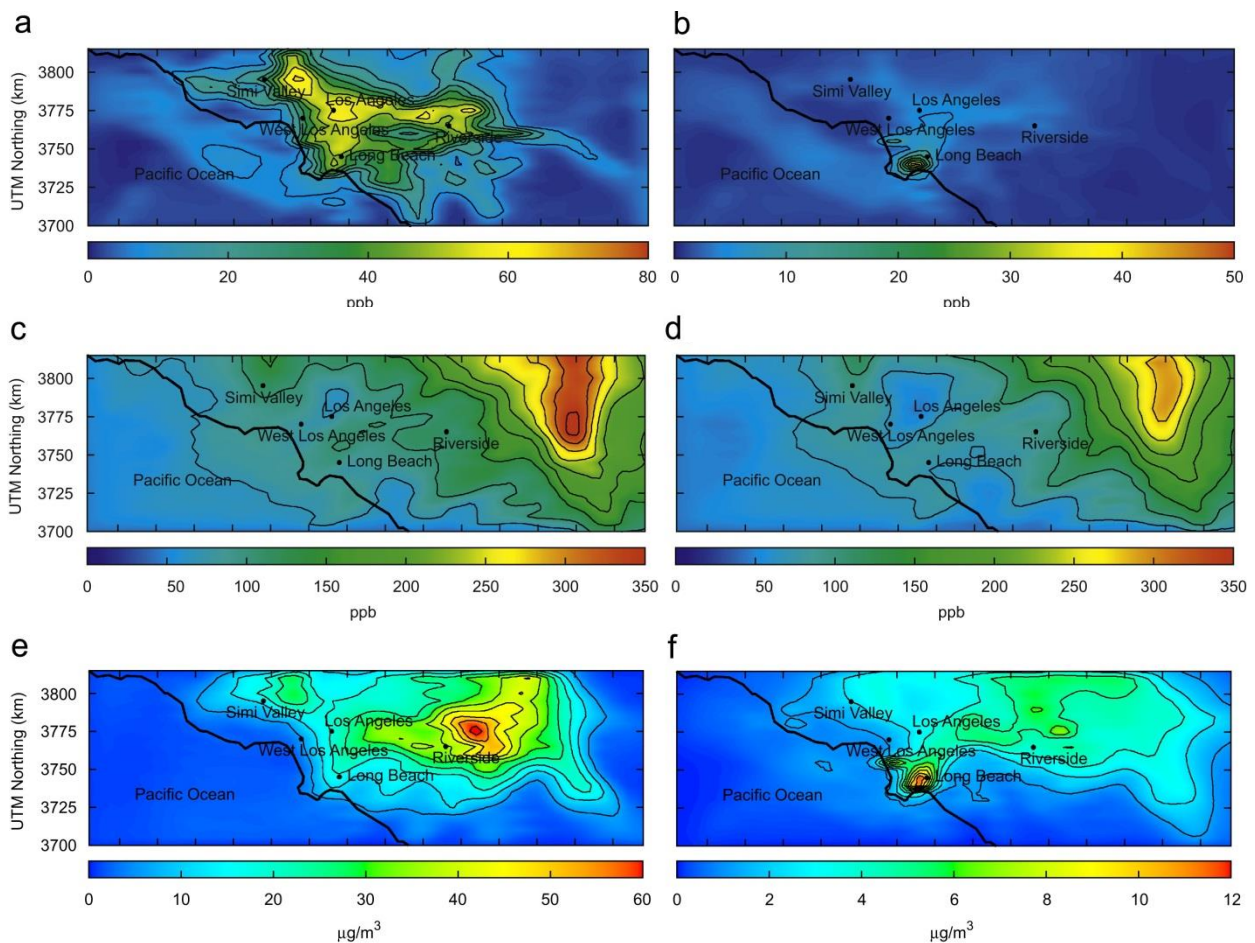 a
b
UTM Northing (km)
3800
3775
3750
3725
3700
Simi Valley
Los Angeles
West Los Angeles
Riverside
Long Beach
Pacific Ocean
Simi Valley
Los Angeles
West Los Angeles
Riverside
Long Beach
Pacific Ocean
0 20 40 60 80
ppb
0 10 20 30 40 50
ppb
c
d
UTM Northing (km)
3800
3775
3750
3725
3700
Simi Valley
Los Angeles
West Los Angeles
Riverside
Long Beach
Pacific Ocean
Simi Valley
Los Angeles
West Los Angeles
Riverside
Long Beach
Pacific Ocean
0 50 100 150 200 250 300 350
ppb
0 50 100 150 200 250 300 350
ppb
e
f
UTM Northing (km)
3800
3775
3750
3725
3700
Simi Valley
Los Angeles
West Los Angeles
Riverside
Long Beach
Pacific Ocean
Simi Valley
Los Angeles
West Los Angeles
Riverside
Long Beach
Pacific Ocean
0 10 20 30 40 50 60
μg/m³
0 2 4 6 8 10 12
μg/m³